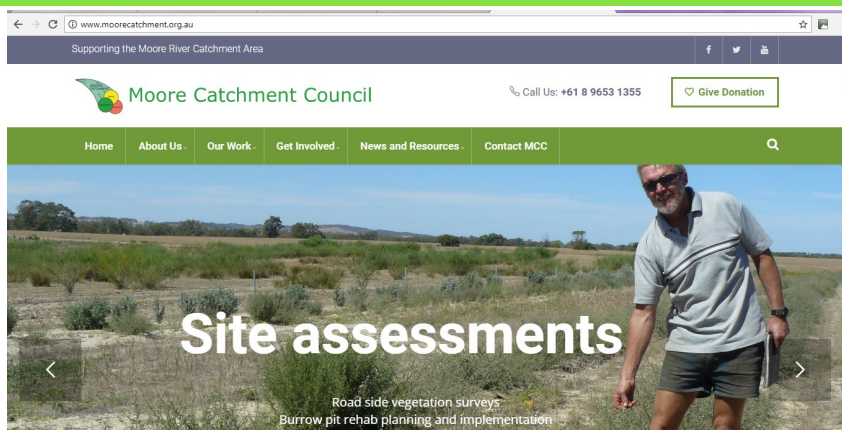 www.moorecatchment.org.au
Supporting the Moore River Catchment Area
Moore Catchment Council
Call Us: +61 8 9653 1355
Give Donation
Home About Us Our Work Get Involved News and Resources Contact MCC
Site assessments
Road side vegetation surveys
Burrow pit rehab planning and implementation